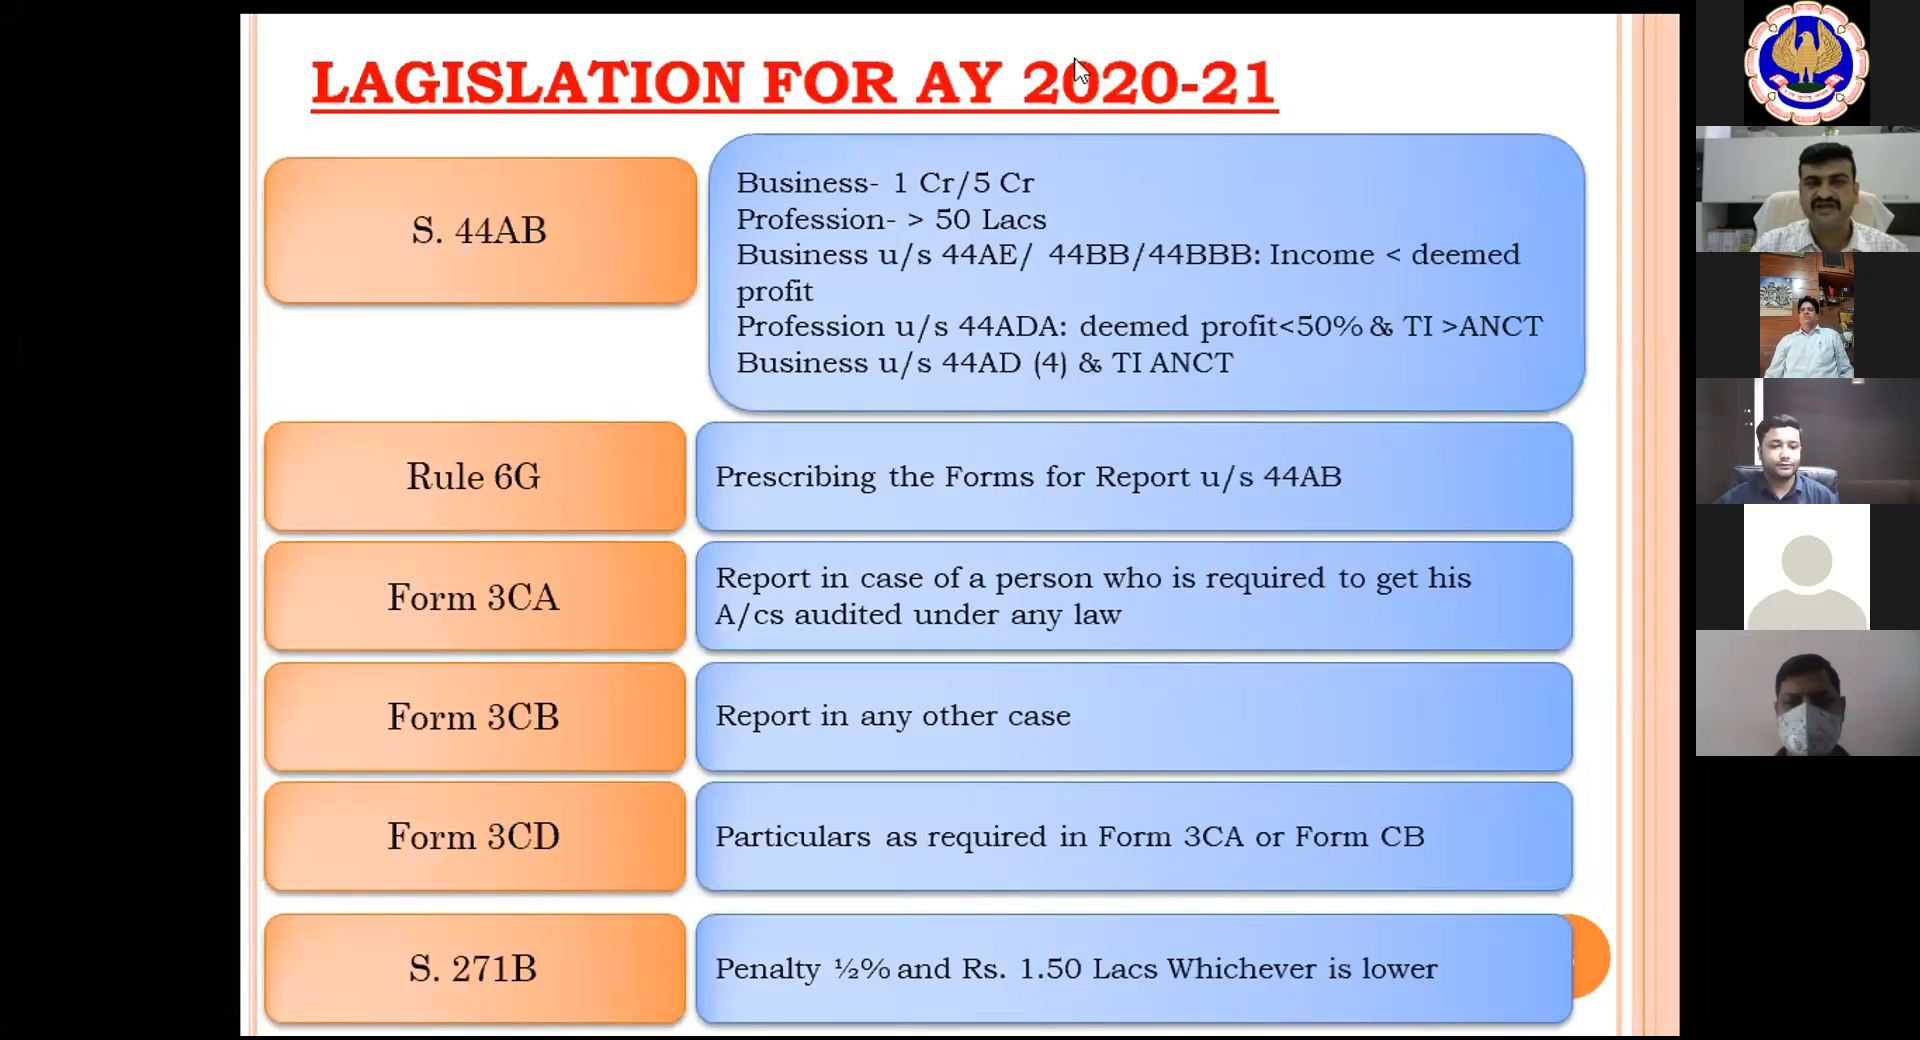 LAGISLATION FOR AY 2020-21
S. 44AB
Business- 1 Cr/5 Cr
Profession- > 50 Lacs
Business u/s 44AE/ 44BB/44BBB: Income < deemed
profit
Profession u/s 44ADA: deemed profit<50% & TI >ANCT
Business u/s 44AD (4) & TI ANCT
Rule 6G
Prescribing the Forms for Report u/s 44AB
Form 3CA
Report in case of a person who is required to get his
A/cs audited under any law
Form 3CB
Report in any other case
Form 3CD
Particulars as required in Form 3CA or Form CB
S. 271B
Penalty ½% and Rs. 1.50 Lacs Whichever is lower